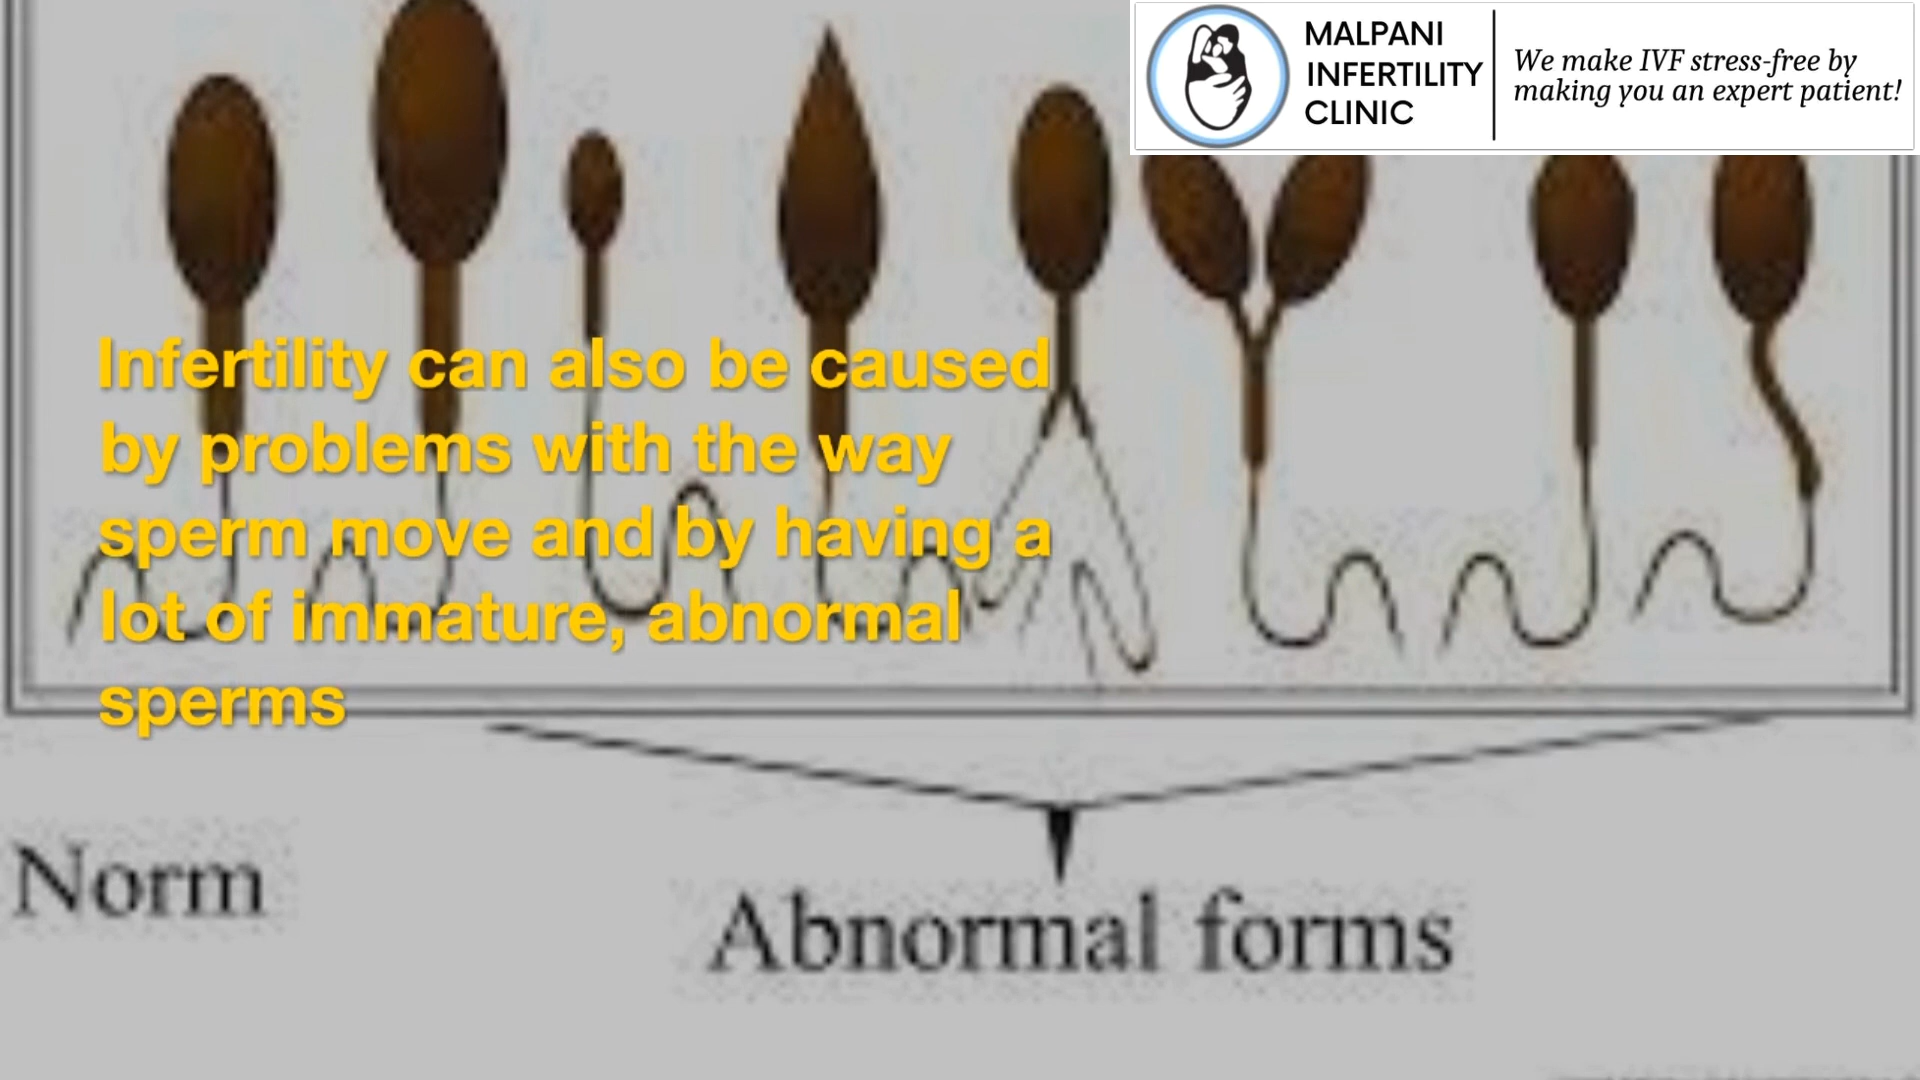 MALPANI
INFERTILITY
CLINIC
We make IVF stress-free by
making you an expert patient!
Infertility can also be caused
by problems with the way
sperm move and by having a
lot of immature, abnormal
sperms
Norm
Abnormal forms